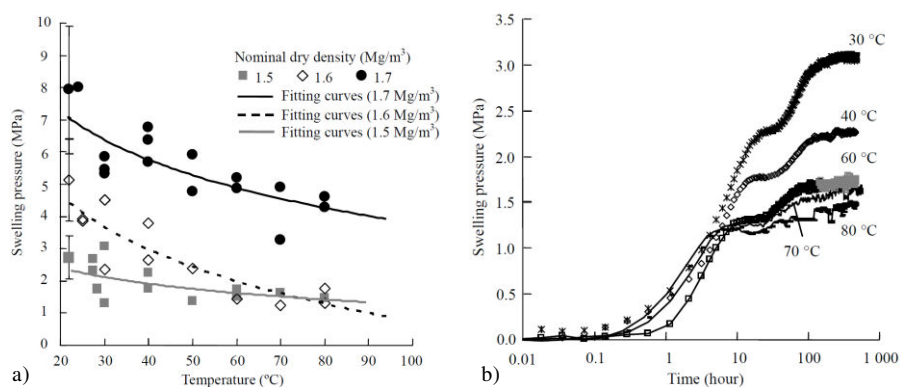 10
9
8
7
6
5
4
3
2
1
0
Swelling pressure (MPa)
Nominal dry density (Mg/m³)
1.5 1.6 1.7
Fitting curves (1.7 Mg/m³)
Fitting curves (1.6 Mg/m³)
Fitting curves (1.5 Mg/m³)
20 30 40 50 60 70 80 90 100
Temperature (ºC)
a)
3.5
3.0
2.5
2.0
1.5
1.0
0.5
0.0
Swelling pressure (MPa)
30 °C
40 °C
60 °C
70 °C
80 °C
0.01 0.1 1 10 100 1 000
Time (hour)
b)